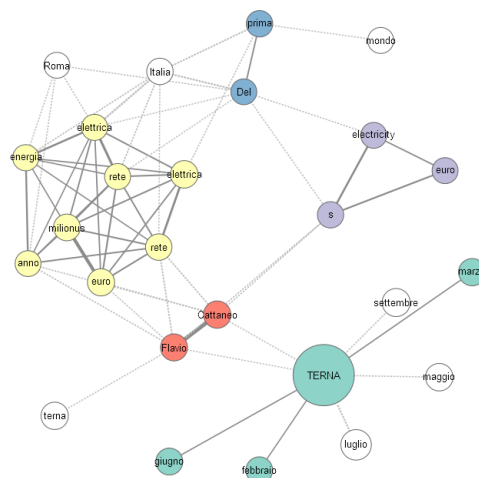 prima
mondo
Roma
Italia
Del
elettrica
electricity
energia
rete
elettrica
euro
s
milionus
rete
anno
euro
marz
settembre
Cattaneo
Flavio
TERNA
maggio
terna
luglio
giugno
febbraio